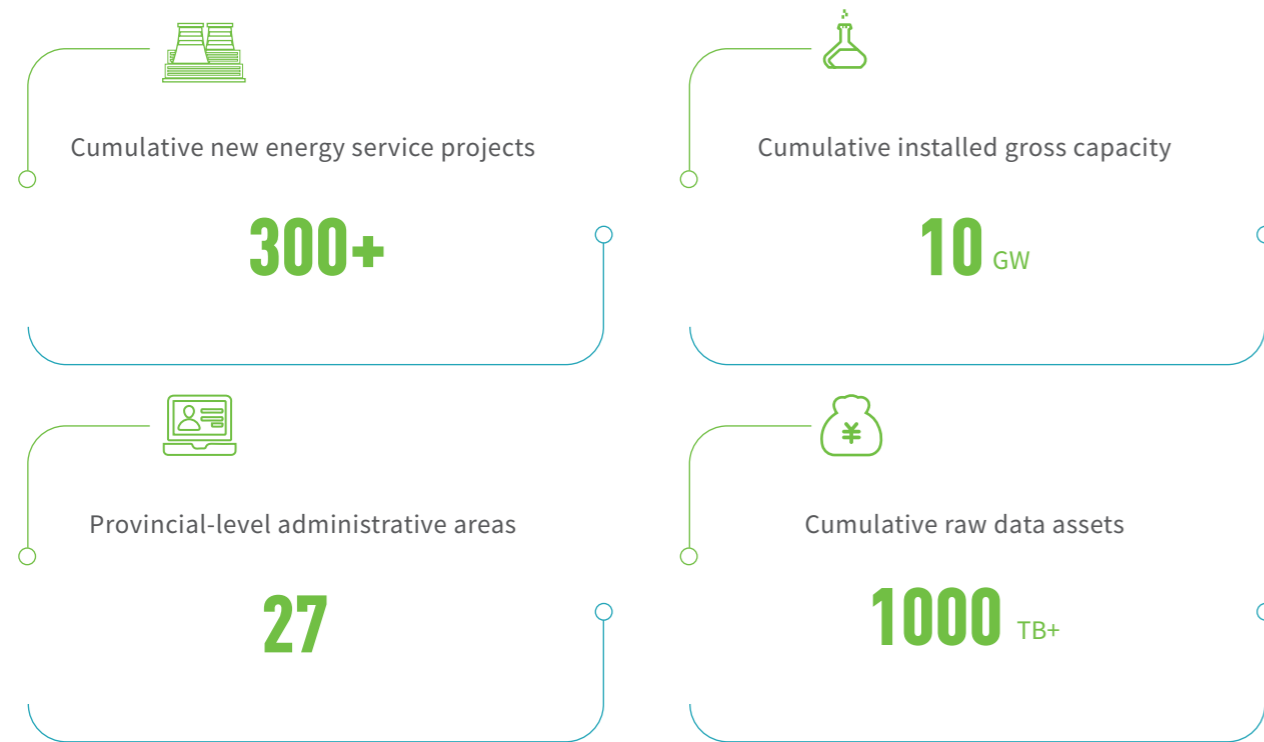 Cumulative new energy service projects
300+
Cumulative installed gross capacity
10 GW
Provincial-level administrative areas
27
¥
Cumulative raw data assets
1000 TB+